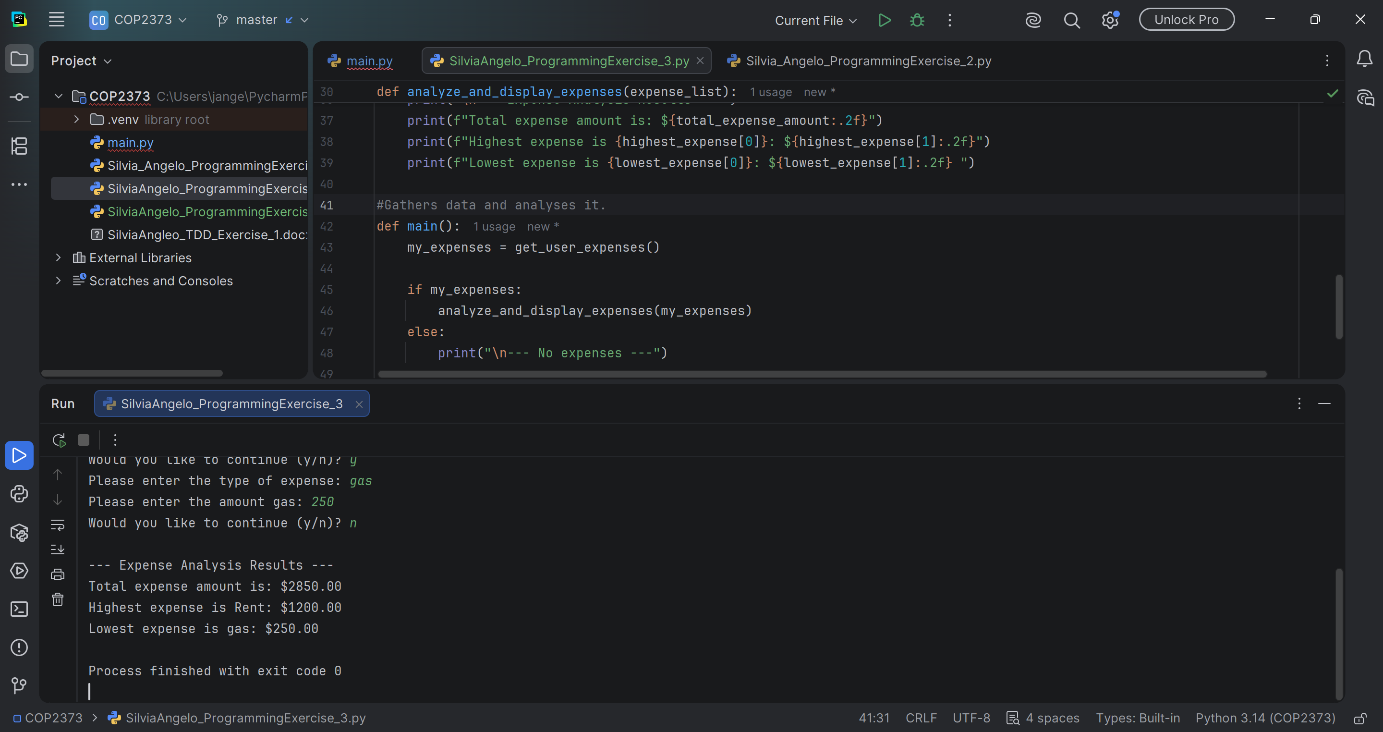 CO COP2373 master Current File Unlock Pro
Project
main.py SilviaAngelo_ProgrammingExercise_3.py Silvia_Angelo_ProgrammingExercise_2.py
COP2373 C:\Users\jange\PycharmP
.venv library root
main.py
Silvia_Angelo_ProgrammingExerci
SilviaAngelo_ProgrammingExercis
SilviaAngelo_ProgrammingExercis
SilviaAngleo_TDD_Exercise_1.doc
External Libraries
Scratches and Consoles
30 def analyze_and_display_expenses(expense_list): 1 usage new *
37 print(f"Total expense amount is: ${total_expense_amount:.2f}")
38 print(f"Highest expense is {highest_expense[0]}: ${highest_expense[1]:.2f}")
39 print(f"Lowest expense is {lowest_expense[0]}: ${lowest_expense[1]:.2f} ")
40
41 #Gathers data and analyses it.
42 def main(): 1 usage new *
43 my_expenses = get_user_expenses()
44
45 if my_expenses:
46 analyze_and_display_expenses(my_expenses)
47 else:
48 print("\n--- No expenses ---")
49
Run SilviaAngelo_ProgrammingExercise_3
Would you like to continue (y/n)? y
Please enter the type of expense: gas
Please enter the amount gas: 250
Would you like to continue (y/n)? n
--- Expense Analysis Results ---
Total expense amount is: $2850.00
Highest expense is Rent: $1200.00
Lowest expense is gas: $250.00
Process finished with exit code 0
COP2373 > SilviaAngelo_ProgrammingExercise_3.py 41:31 CRLF UTF-8 4 spaces Types: Built-in Python 3.14 (COP2373)